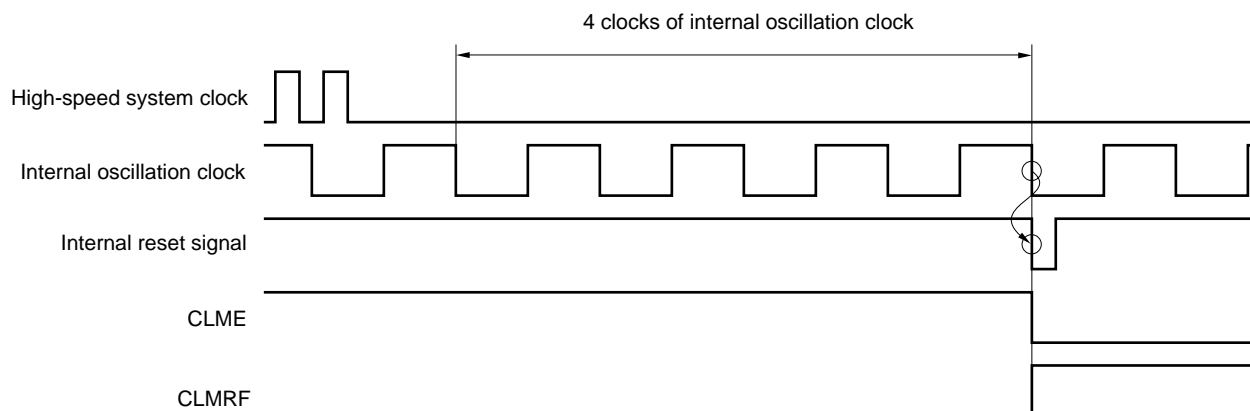 4 clocks of internal oscillation clock
High-speed system clock
Internal oscillation clock
Internal reset signal
CLME
CLMRF